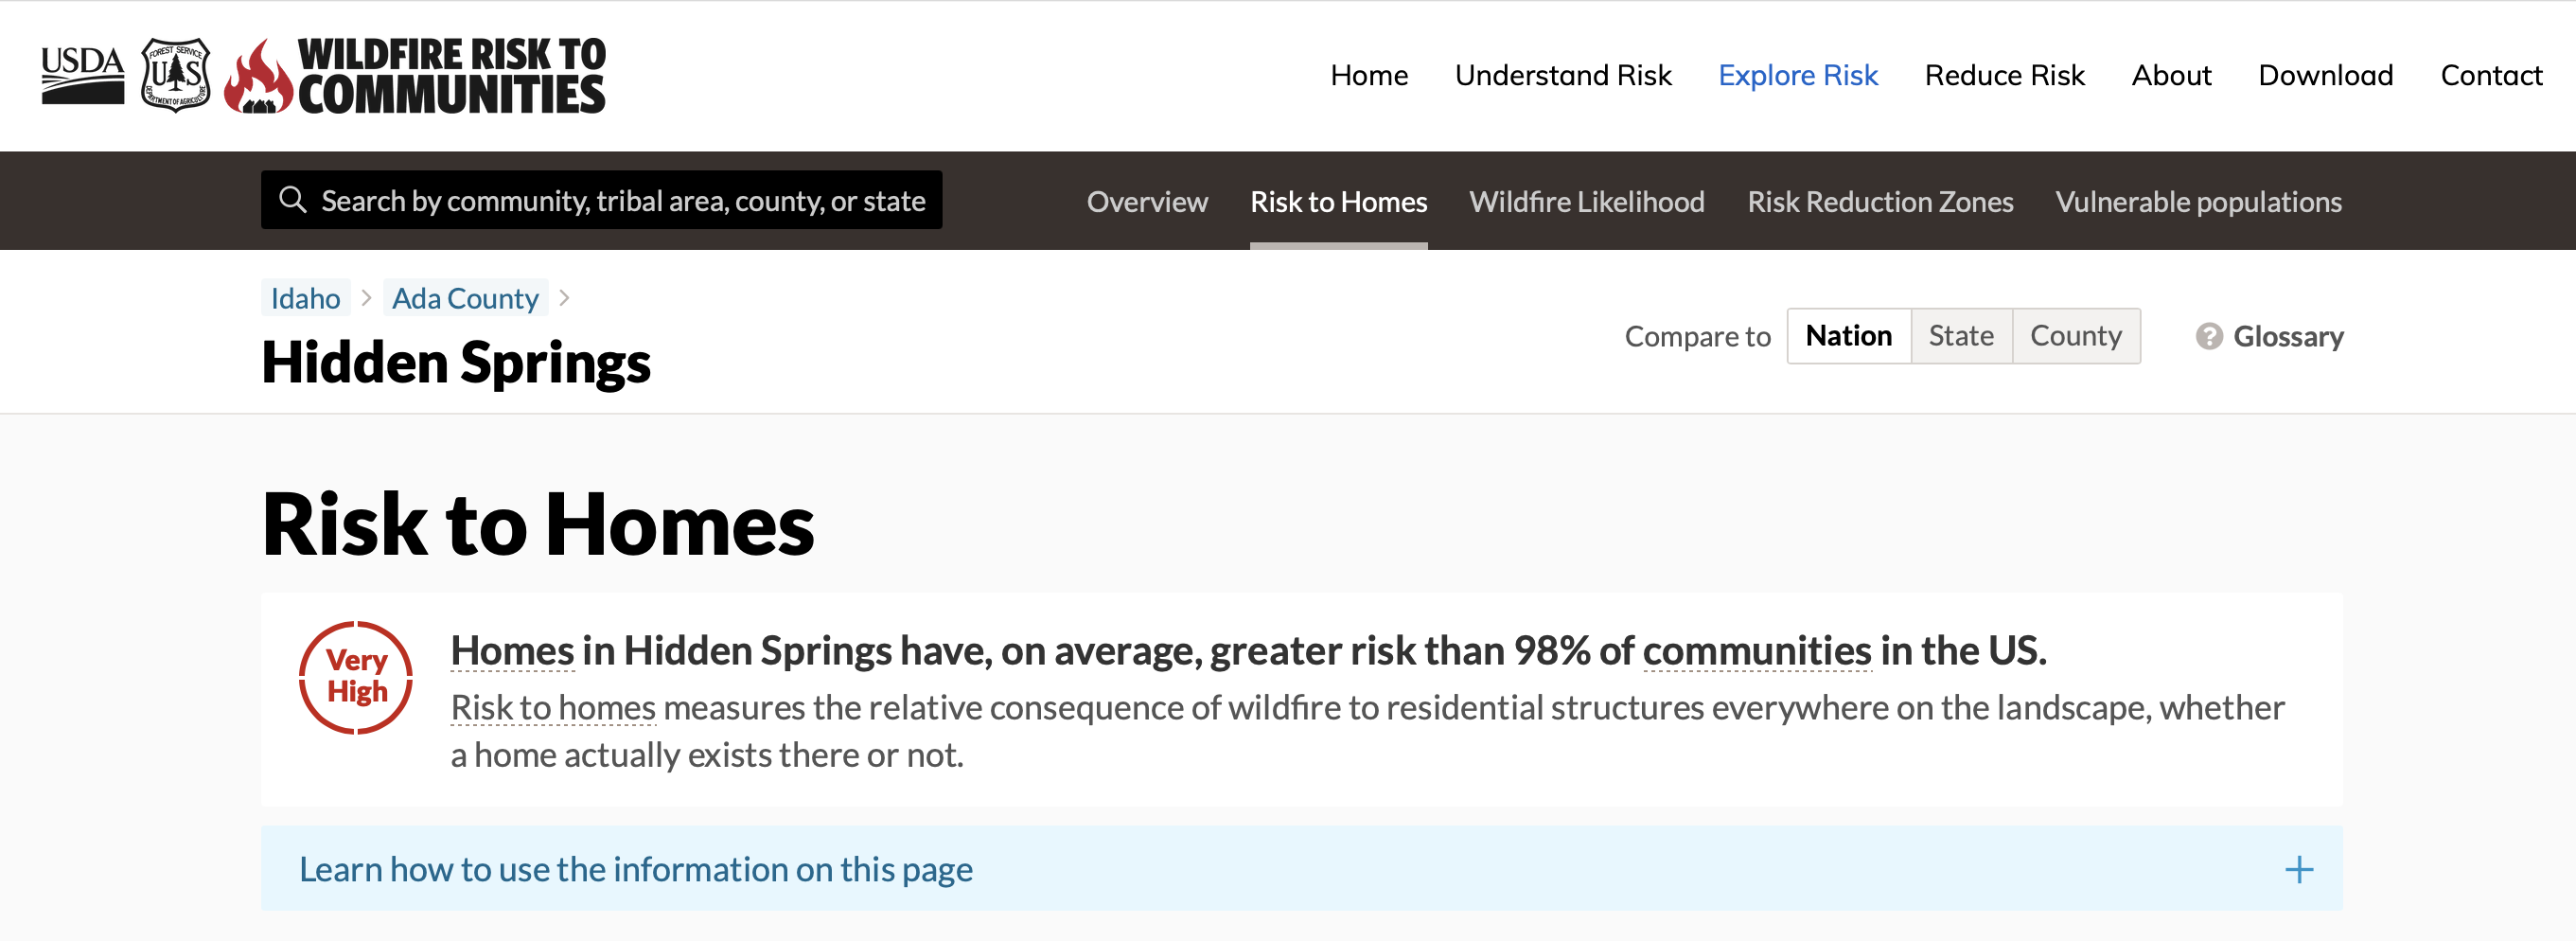 USDA
FOREST SERVICE
U S
DEPARTMENT OF AGRICULTURE
WILDFIRE RISK TO
COMMUNITIES
Home Understand Risk Explore Risk Reduce Risk About Download Contact
Search by community, tribal area, county, or state
Overview Risk to Homes Wildfire Likelihood Risk Reduction Zones Vulnerable populations
Idaho > Ada County >
Hidden Springs
Compare to Nation State County ? Glossary
Risk to Homes
Very
High
Homes in Hidden Springs have, on average, greater risk than 98% of communities in the US.
Risk to homes measures the relative consequence of wildfire to residential structures everywhere on the landscape, whether
a home actually exists there or not.
Learn how to use the information on this page +